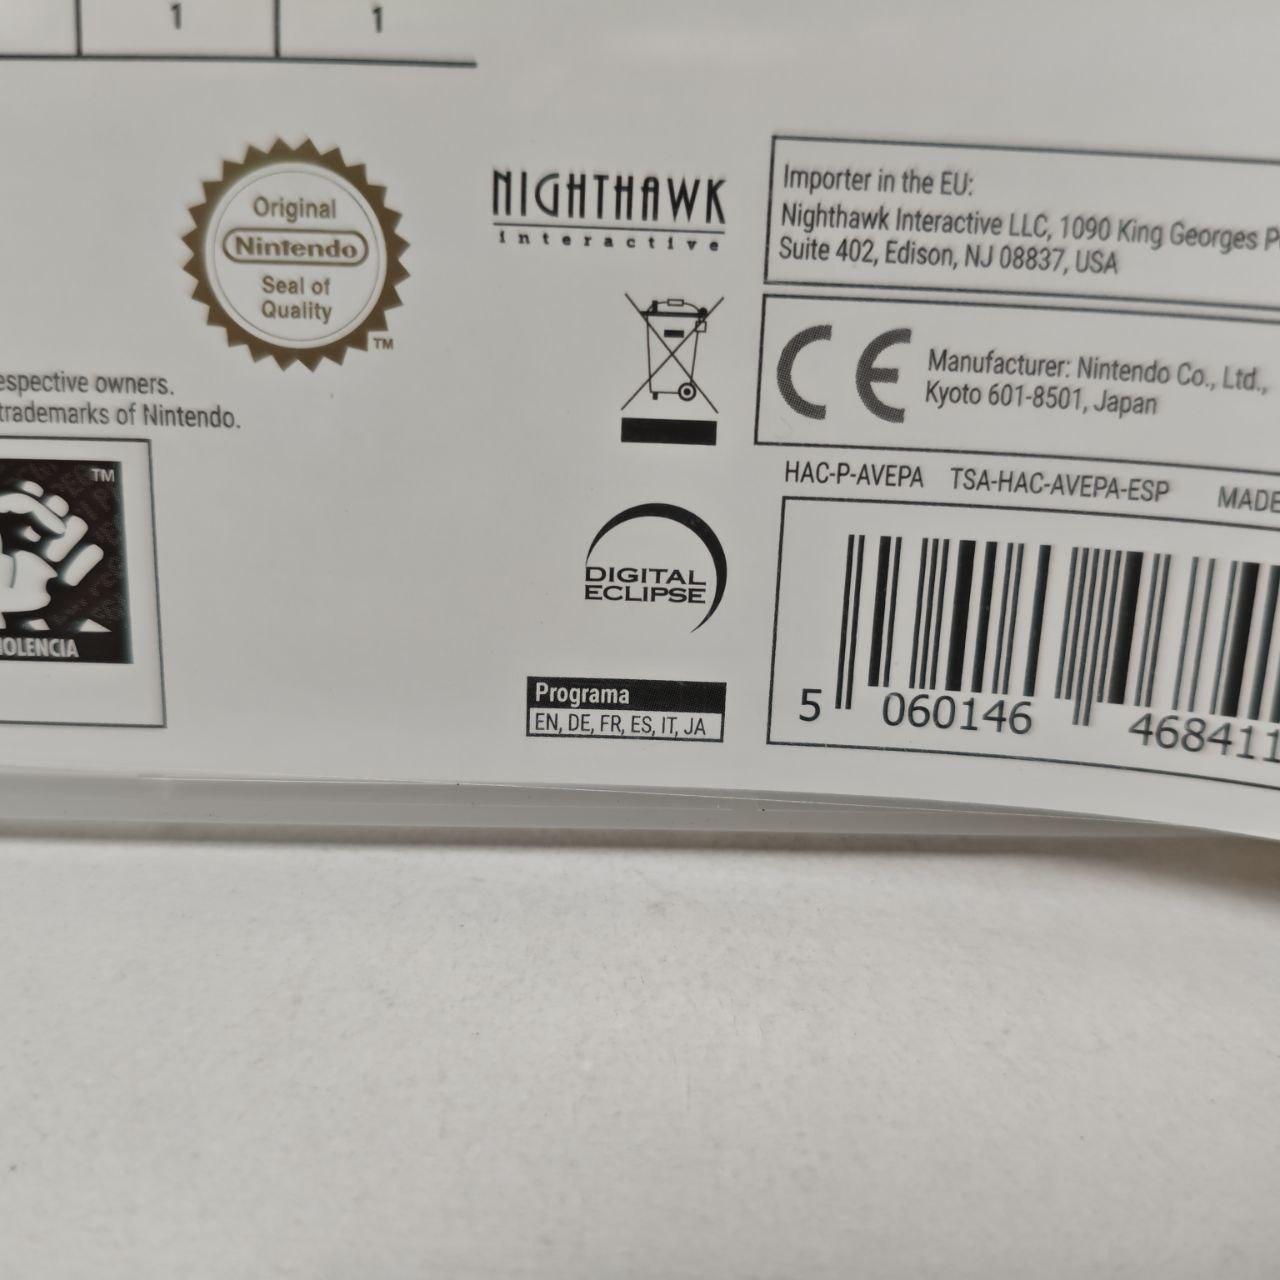 1 1
Original
Nintendo
Seal of
Quality
TM
espective owners.
trademarks of Nintendo.
TM
IOLENCIA
NIGHTHAWK
interactive
DIGITAL
ECLIPSE
Programa
EN, DE, FR, ES, IT, JA
Importer in the EU:
Nighthawk Interactive LLC, 1090 King Georges P
Suite 402, Edison, NJ 08837, USA
CE
Manufacturer: Nintendo Co., Ltd.,
Kyoto 601-8501, Japan
HAC-P-AVEPA TSA-HAC-AVEPA-ESP MADE
5 060146 468411